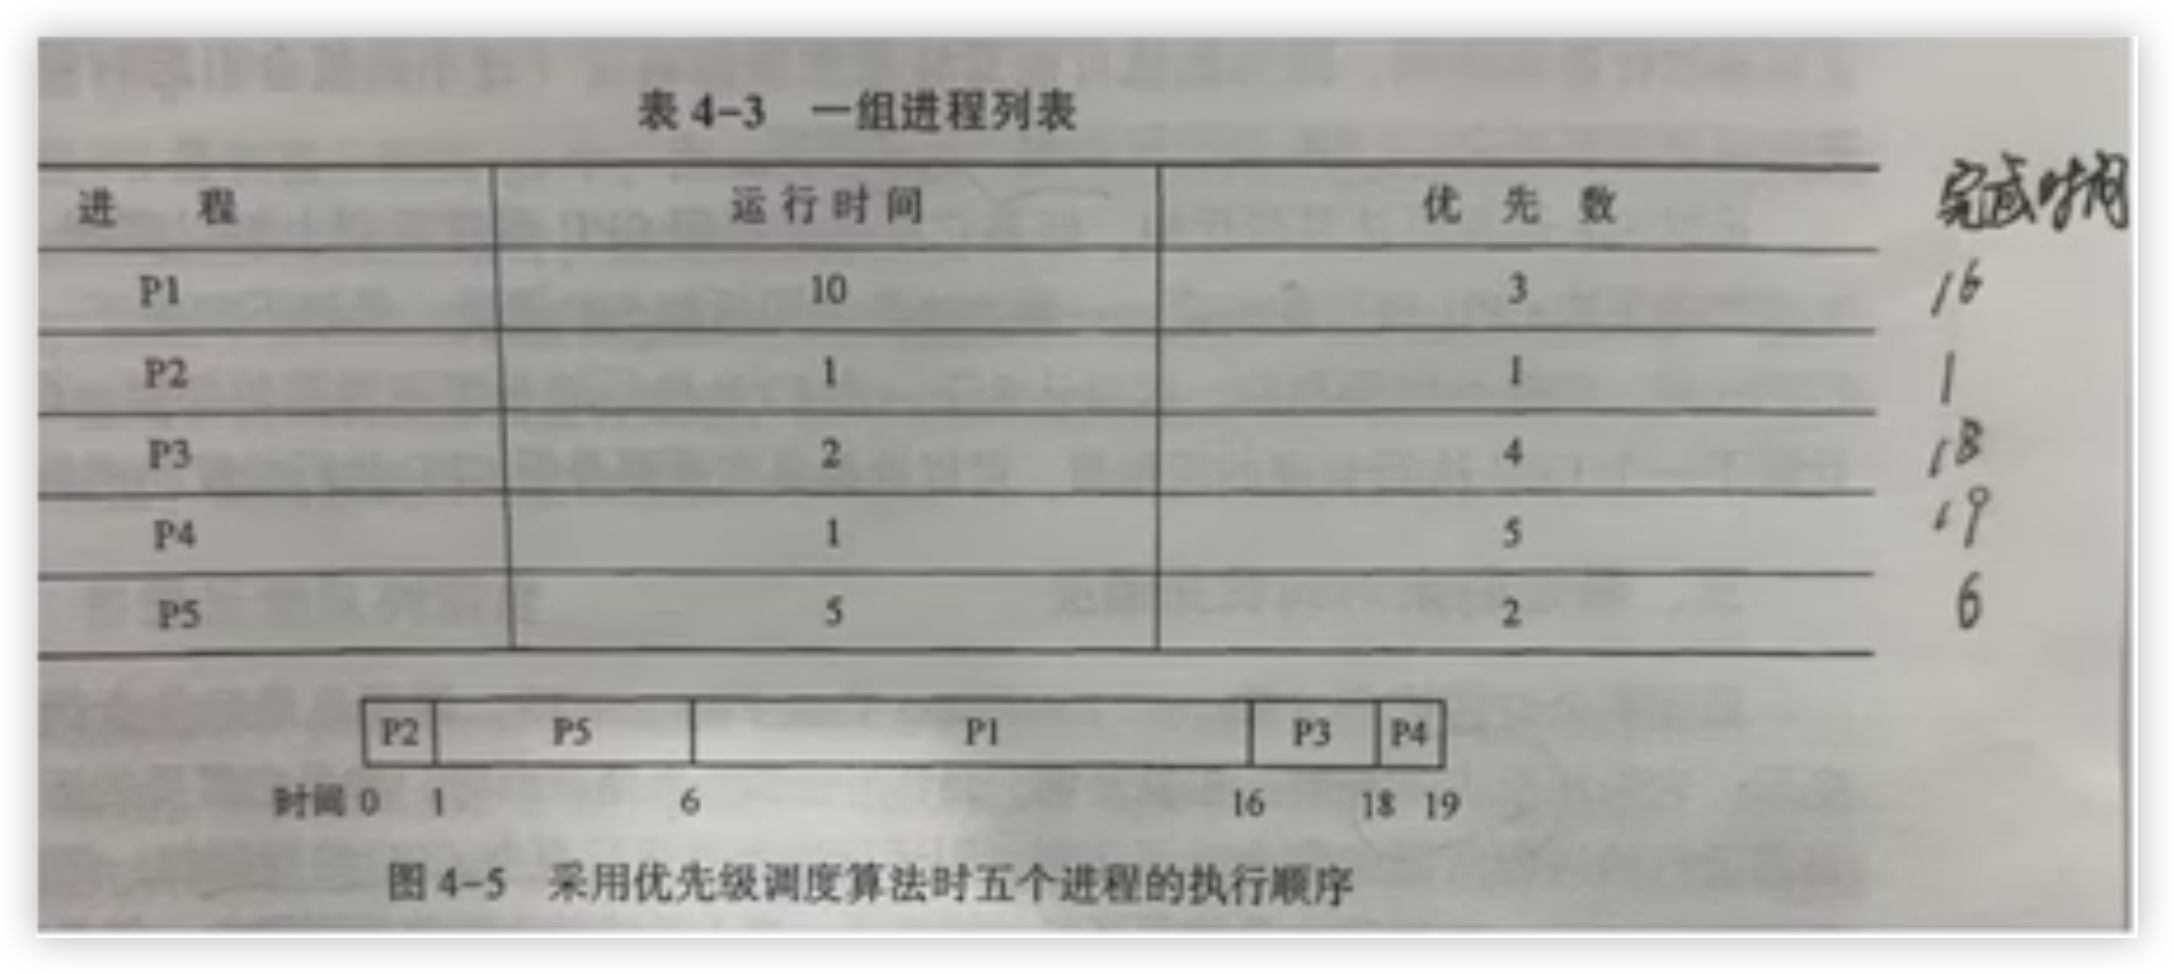 表 4-3 一组进程列表
进 程 运行时间 优 先 数 完成时间
P1 10 3 16
P2 1 1 1
P3 2 4 18
P4 1 5 19
P5 5 2 6
P2 P5 P1 P3 P4
时间 0 1 6 16 18 19
图 4-5 采用优先级调度算法时五个进程的执行顺序